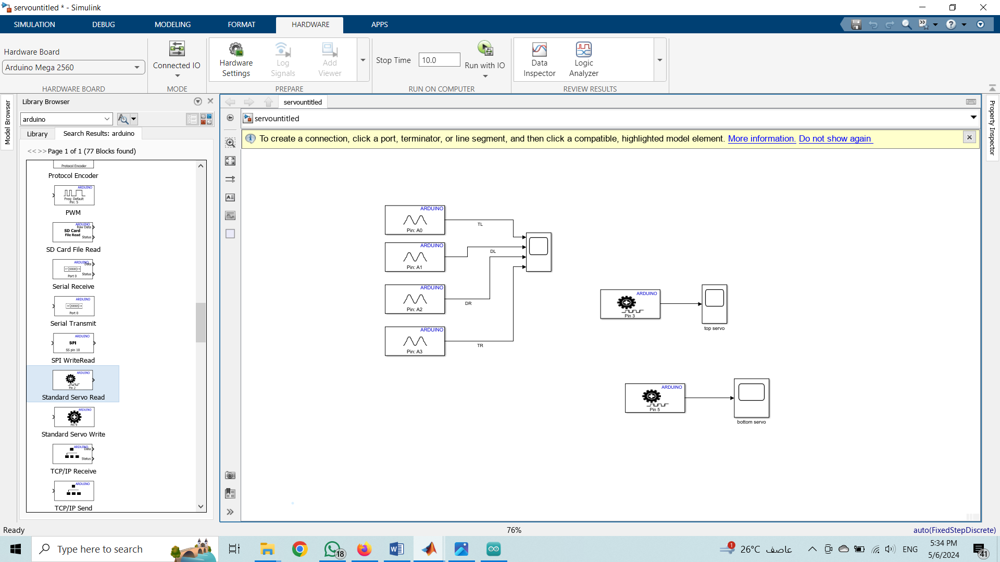 servountitled * - Simulink
SIMULATION
DEBUG
MODELING
FORMAT
HARDWARE
APPS
Hardware Board
Arduino Mega 2560
HARDWARE BOARD
Connected IO
MODE
Hardware
Settings
Log
Signals
Add
Viewer
PREPARE
Stop Time
10.0
Run with IO
RUN ON COMPUTER
Data
Inspector
Logic
Analyzer
REVIEW RESULTS
Model Browser
Library Browser
arduino
Library
Search Results: arduino
<< >> Page 1 of 1 (77 Blocks found)
Protocol Encoder
Protocol Encoder
ARDUINO
Freq: Default
Pin: 5
PWM
ARDUINO
Raw Data
SD Card
File Read
Status
SD Card File Read
ARDUINO
Data
Status
Port 0
Serial Receive
ARDUINO
Port 0
Serial Transmit
ARDUINO
SPI
SS pin 10
SPI WriteRead
ARDUINO
Pin 2
Standard Servo Read
ARDUINO
Pin 9
Standard Servo Write
ARDUINO
Data
Status
TCP/IP Receive
ARDUINO
TCP/IP Send
servountitled
servountitled
To create a connection, click a port, terminator, or line segment, and then click a compatible, highlighted model element. More information. Do not show again
Property Inspector
ARDUINO
Pin: A0
TL
ARDUINO
Pin: A1
DL
ARDUINO
Pin: A2
DR
ARDUINO
Pin: A3
TR
ARDUINO
Pin 3
top servo
ARDUINO
Pin 5
bottom servo
Ready
76%
auto(FixedStepDiscrete)
Type here to search
18
1
26°C عاصف
ENG
5:34 PM
5/6/2024
41